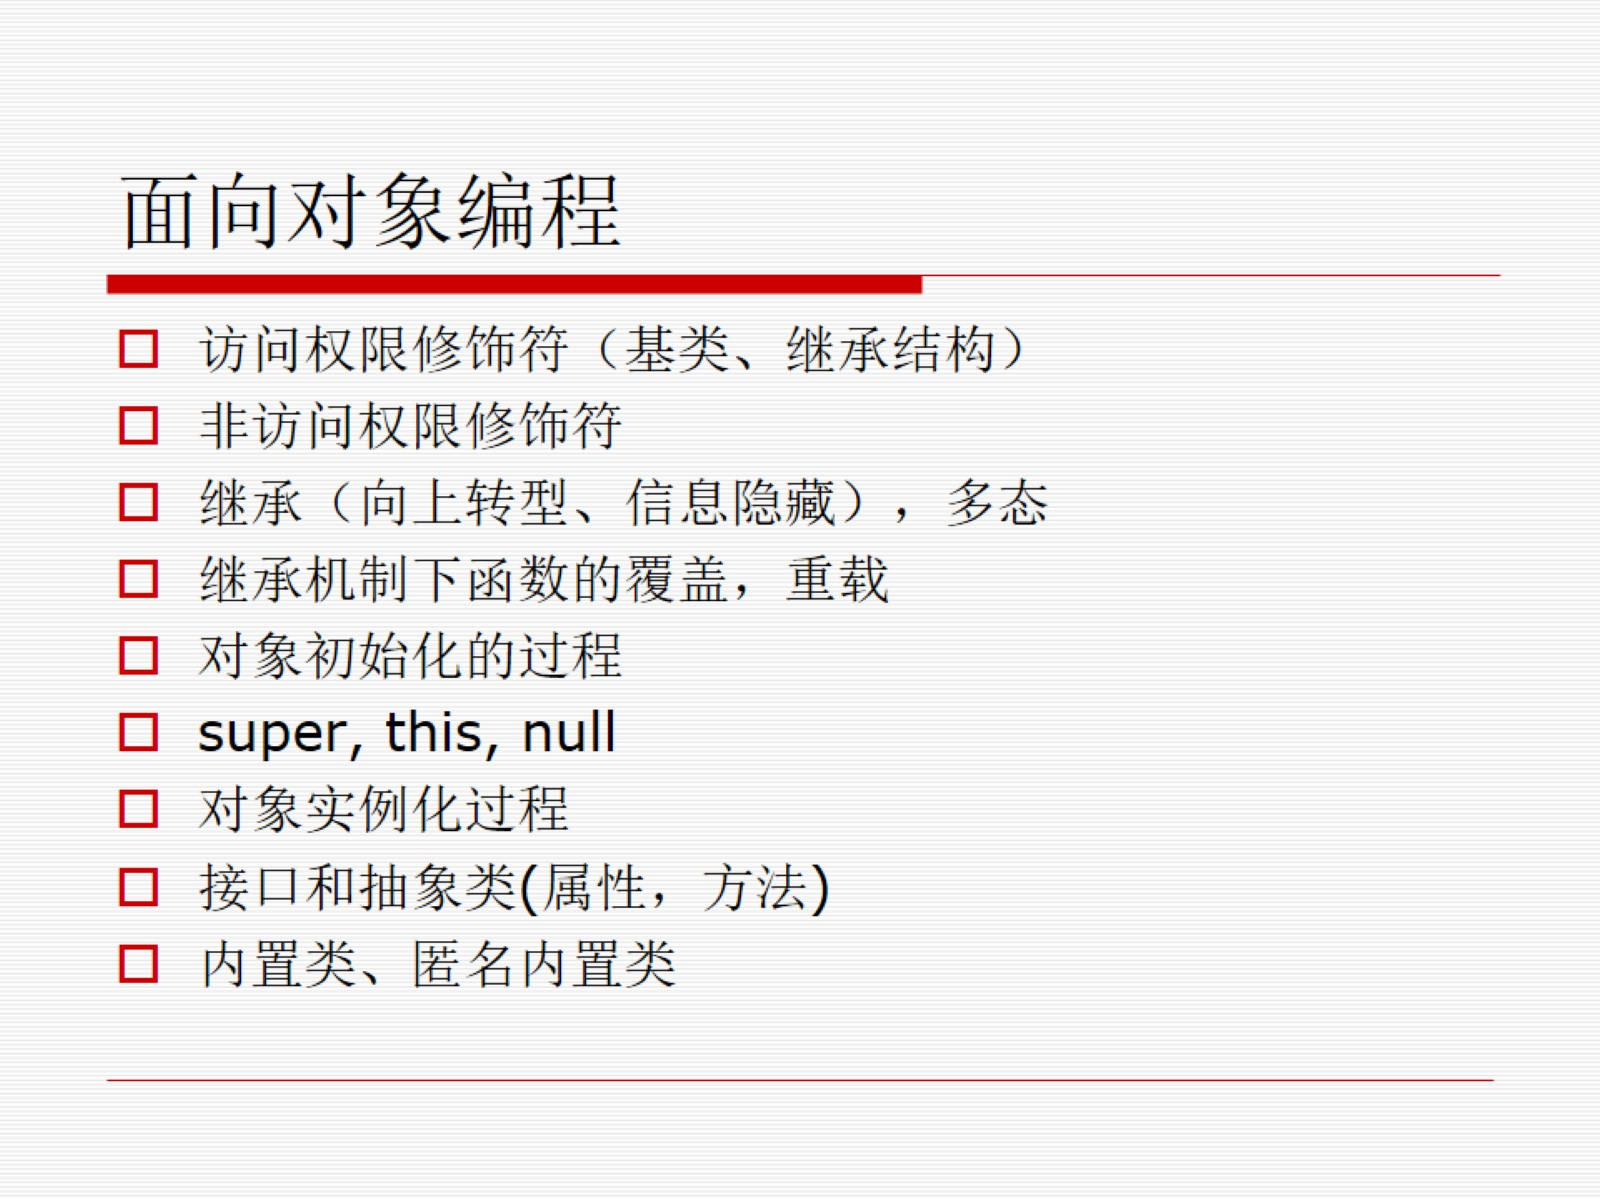 面向对象编程
访问权限修饰符（基类、继承结构）
非访问权限修饰符
继承（向上转型、信息隐藏），多态
继承机制下函数的覆盖，重载
对象初始化的过程
super, this, null
对象实例化过程
接口和抽象类(属性，方法)
内置类、匿名内置类